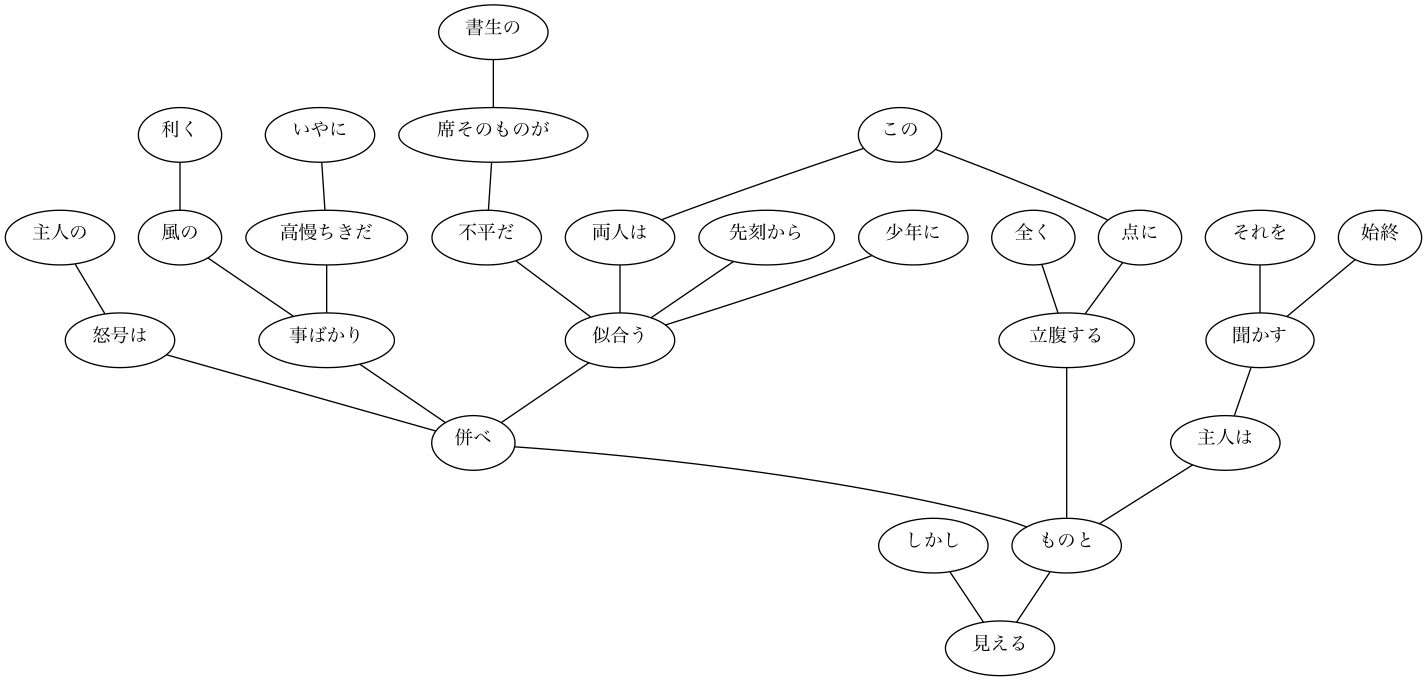 書生の
利く
いやに
席そのものが
この
主人の
風の
高慢ちきだ
不平だ
両人は
先刻から
少年に
全く
点に
それを
始終
怒号は
事ばかり
似合う
立腹する
聞かす
併べ
主人は
しかし
ものと
見える